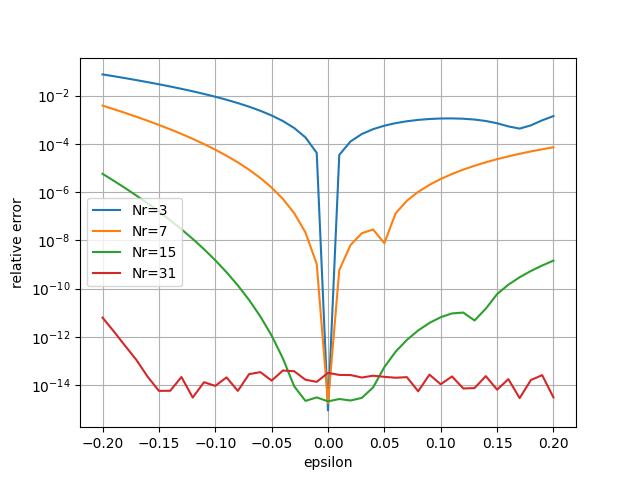 10⁻²
10⁻⁴
10⁻⁶
10⁻⁸
10⁻¹⁰
10⁻¹²
10⁻¹⁴
relative error
Nr=3
Nr=7
Nr=15
Nr=31
−0.20 −0.15 −0.10 −0.05 0.00 0.05 0.10 0.15 0.20
epsilon